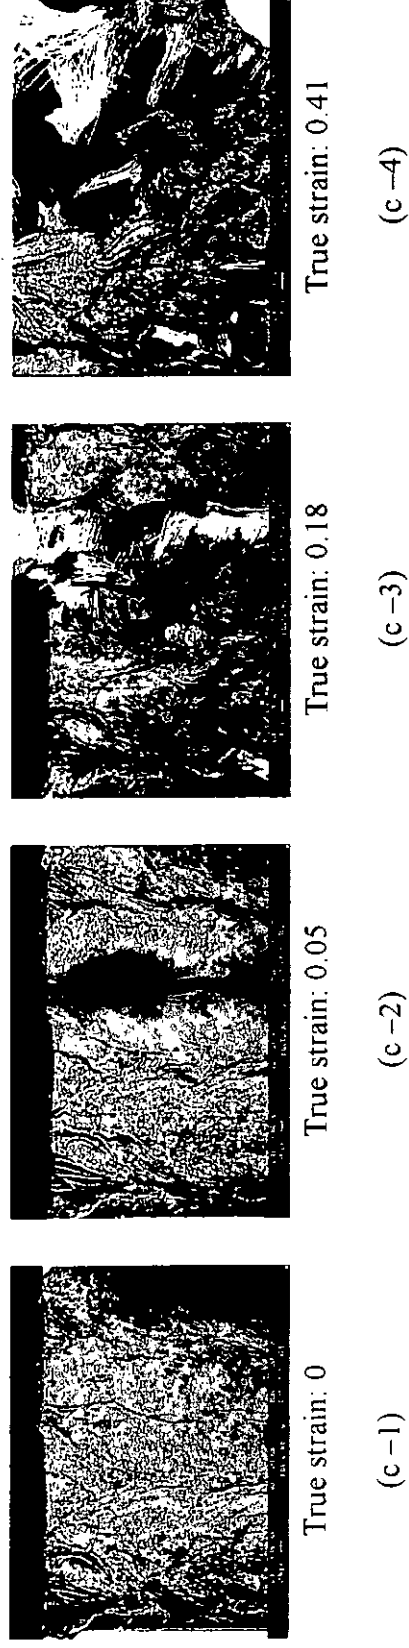 True strain: 0
(c –1)
True strain: 0.05
(c –2)
True strain: 0.18
(c –3)
True strain: 0.41
(c –4)